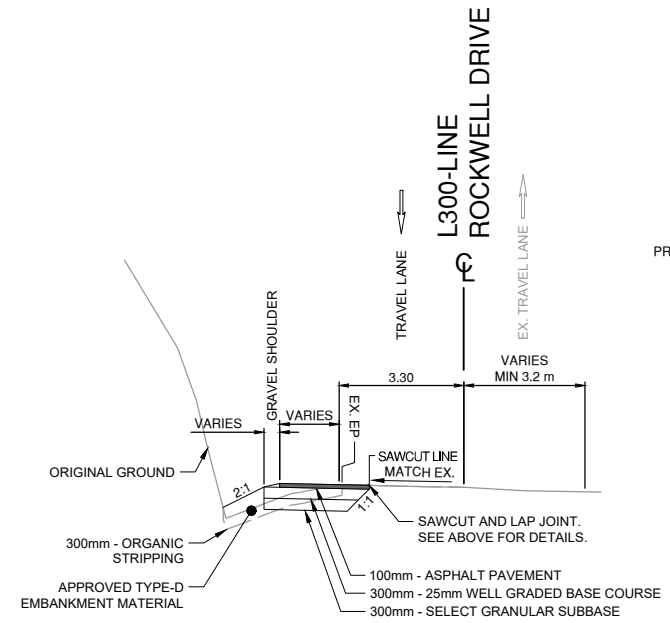 L300-LINE
ROCKWELL DRIVE
℄
TRAVEL LANE
EX. TRAVEL LANE
PR
GRAVEL SHOULDER
VARIES
VARIES
EX. EP
3.30
VARIES
MIN 3.2 m
SAWCUT LINE
MATCH EX.
ORIGINAL GROUND
2:1
1:1
300mm - ORGANIC
STRIPPING
APPROVED TYPE-D
EMBANKMENT MATERIAL
SAWCUT AND LAP JOINT.
SEE ABOVE FOR DETAILS.
100mm - ASPHALT PAVEMENT
300mm - 25mm WELL GRADED BASE COURSE
300mm - SELECT GRANULAR SUBBASE